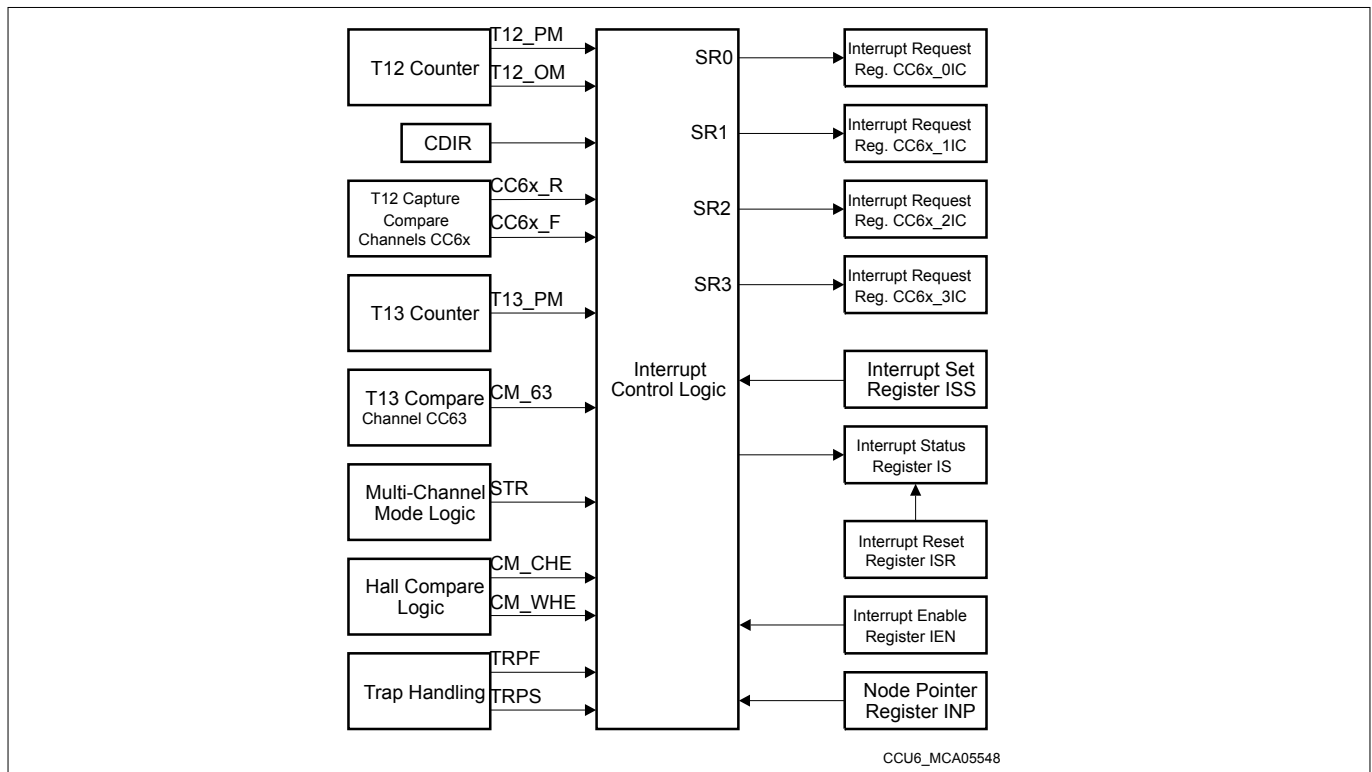 T12 Counter
T12_PM
T12_OM
CDIR
T12 Capture
Compare
Channels CC6x
CC6x_R
CC6x_F
T13 Counter
T13_PM
T13 Compare
Channel CC63
CM_63
Multi-Channel
Mode Logic
STR
Hall Compare
Logic
CM_CHE
CM_WHE
Trap Handling
TRPF
TRPS
Interrupt
Control Logic
SR0
SR1
SR2
SR3
Interrupt Request
Reg. CC6x_0IC
Interrupt Request
Reg. CC6x_1IC
Interrupt Request
Reg. CC6x_2IC
Interrupt Request
Reg. CC6x_3IC
Interrupt Set
Register ISS
Interrupt Status
Register IS
Interrupt Reset
Register ISR
Interrupt Enable
Register IEN
Node Pointer
Register INP
CCU6_MCA05548